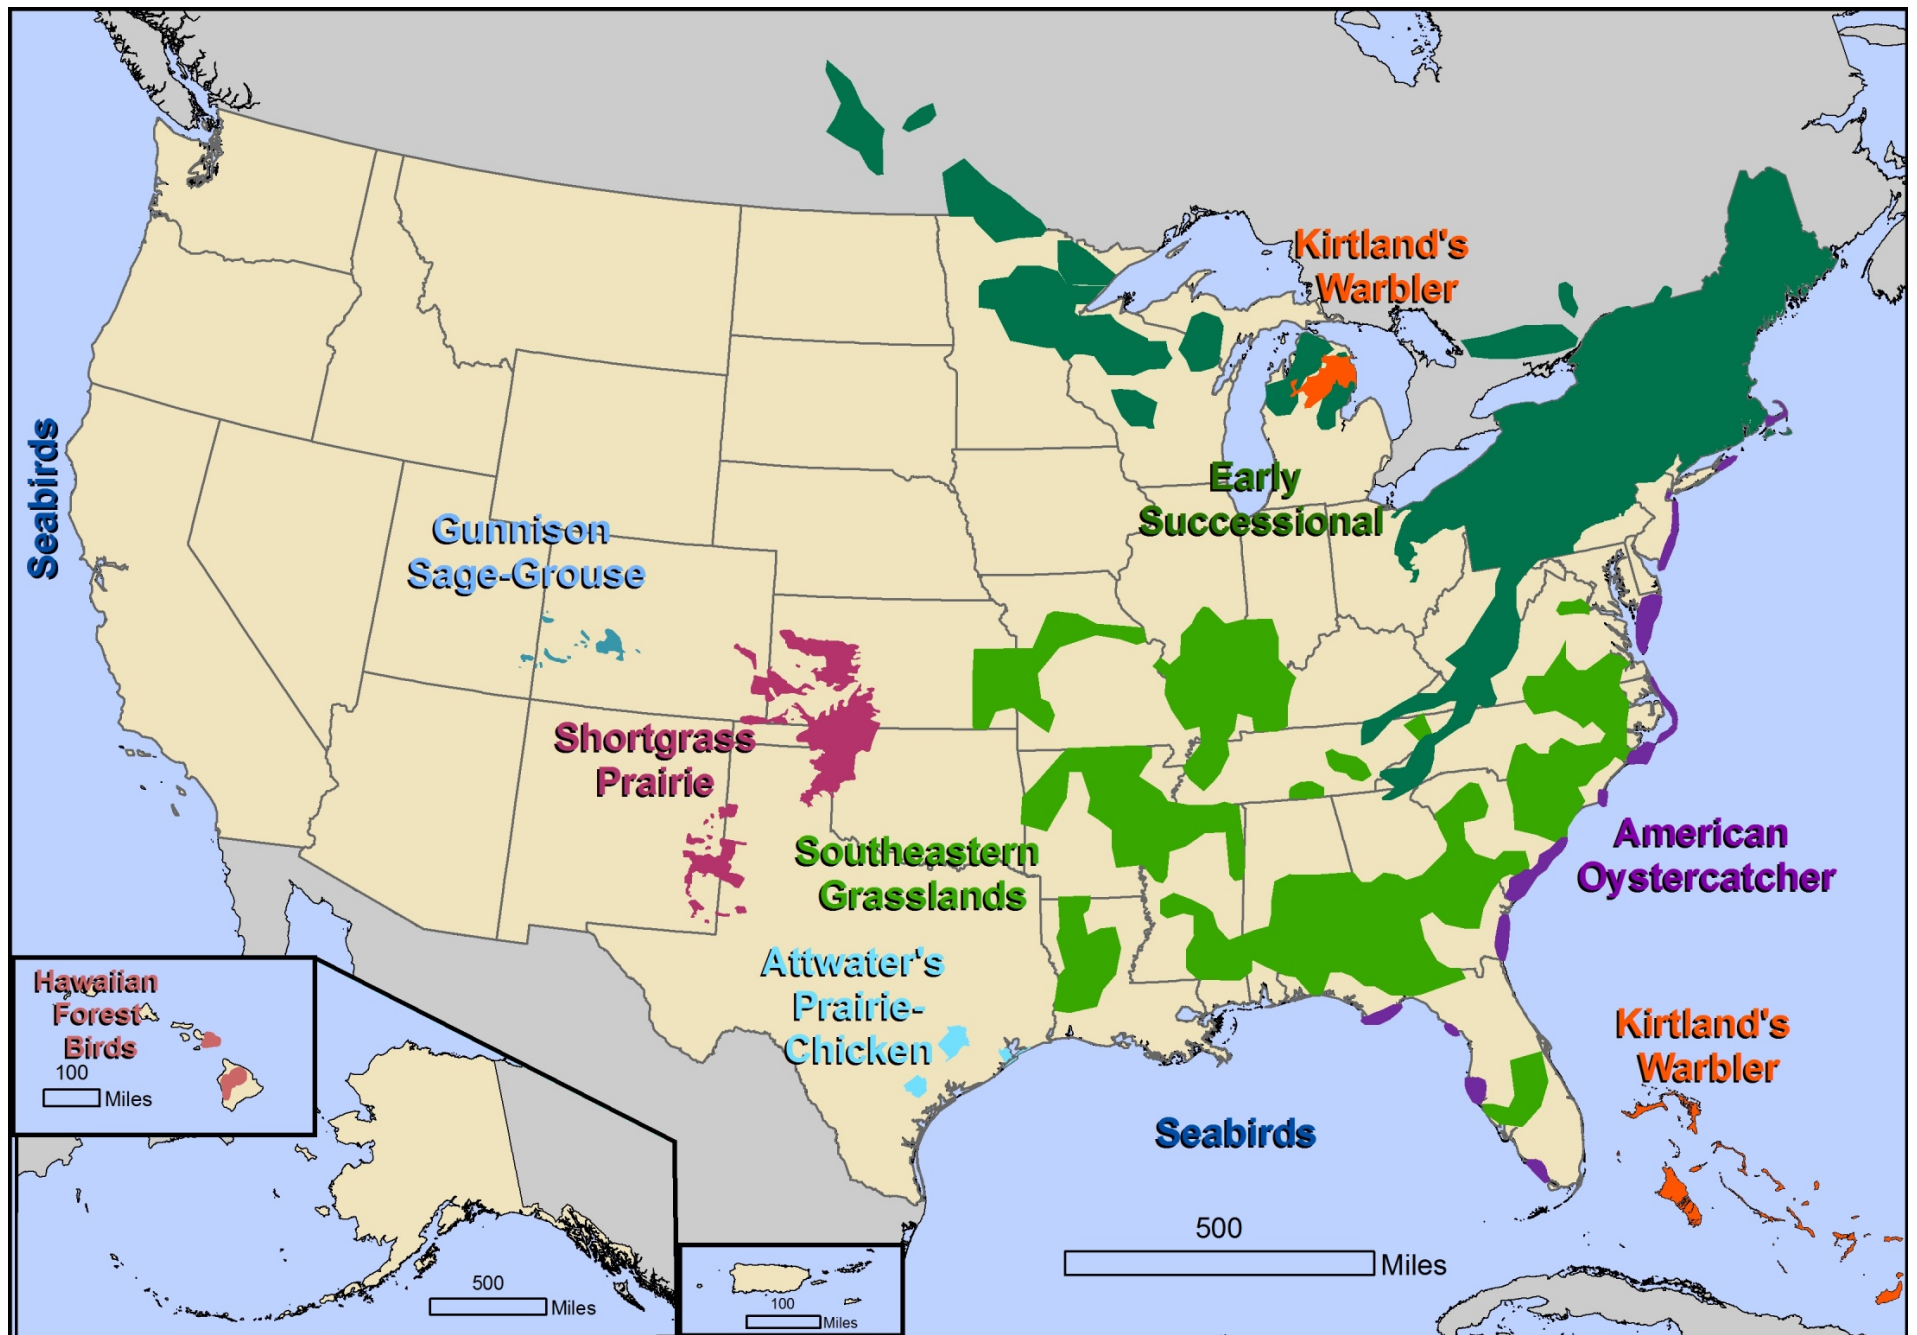 Kirtland's
Warbler
Seabirds
Early
Successional
Gunnison
Sage-Grouse
Shortgrass
Prairie
Southeastern
Grasslands
American
Oystercatcher
Attwater's
Prairie-
Chicken
Hawaiian
Forest
Birds
100
Miles
Kirtland's
Warbler
Seabirds
500
Miles
500
Miles
100
Miles